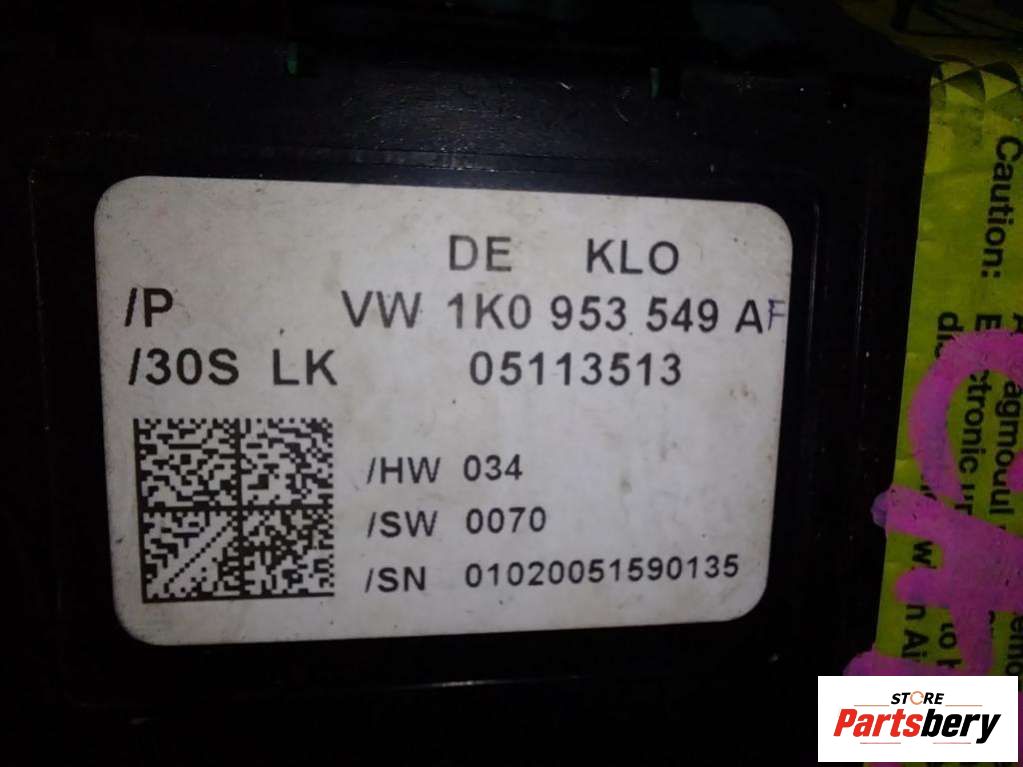 DE KLO
/P VW 1K0 953 549 AF
/30S LK 05113513
/HW 034
/SW 0070
/SN 01020051590135
Caution:
STORE
Partsbery